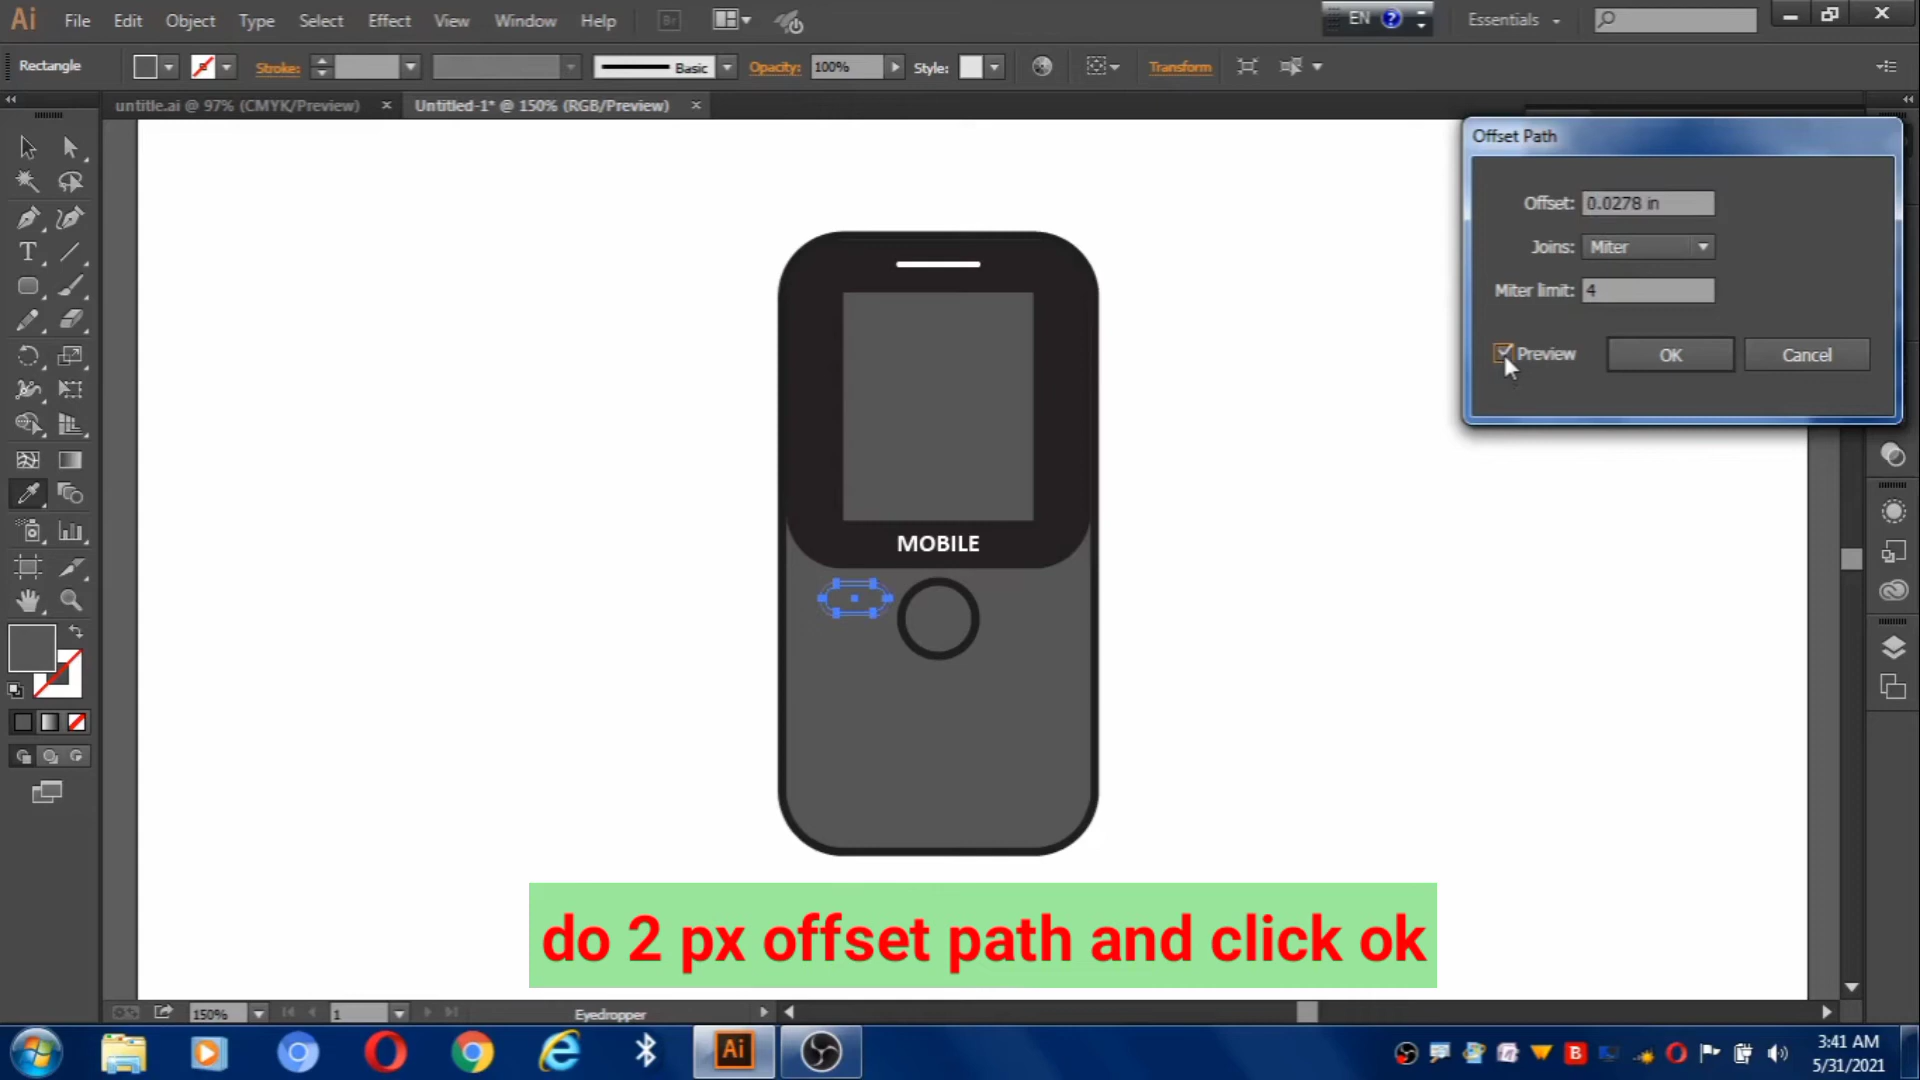 Ai File Edit Object Type Select Effect View Window Help Br EN ? Essentials
Rectangle Stroke: Basic Opacity: 100% Style: Transform
untitle.ai @ 97% (CMYK/Preview) × Untitled-1* @ 150% (RGB/Preview) ×
Offset Path
Offset: 0.0278 in
Joins: Miter
Miter limit: 4
Preview OK Cancel
T
MOBILE
do 2 px offset path and click ok
150% 1 Eyedropper
Ai B
3:41 AM
5/31/2021